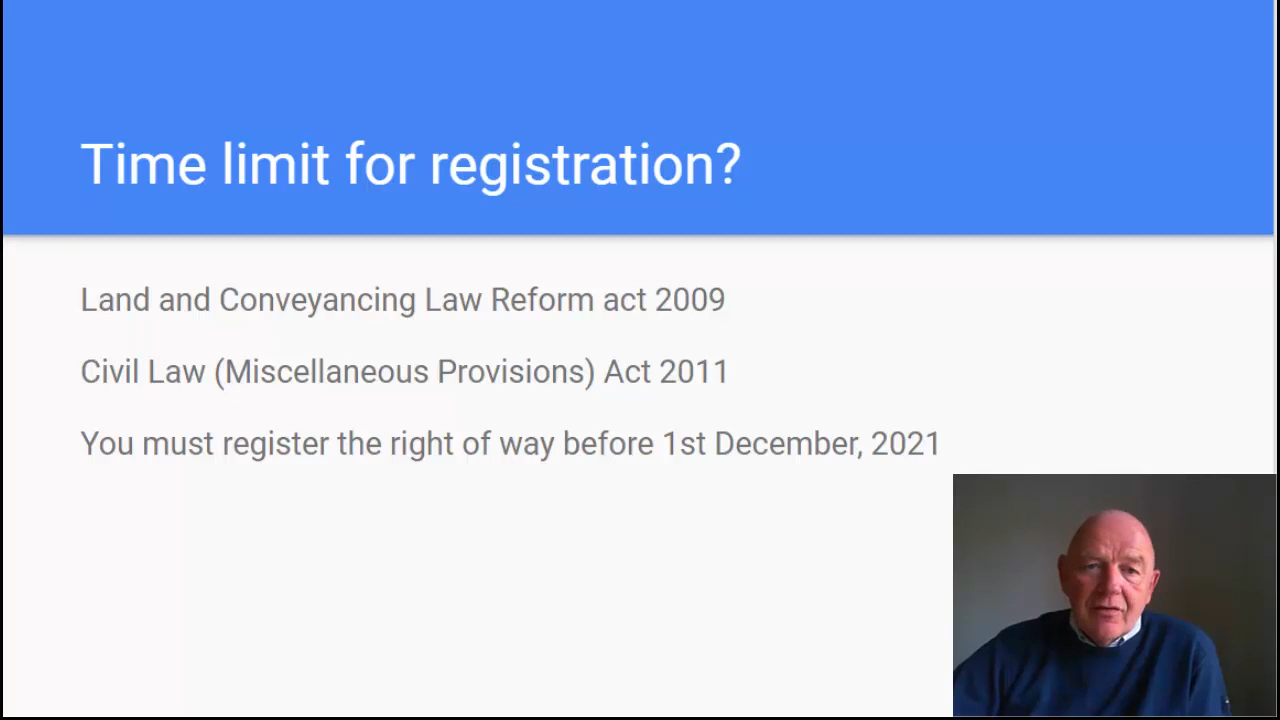 Time limit for registration?
Land and Conveyancing Law Reform act 2009
Civil Law (Miscellaneous Provisions) Act 2011
You must register the right of way before 1st December, 2021